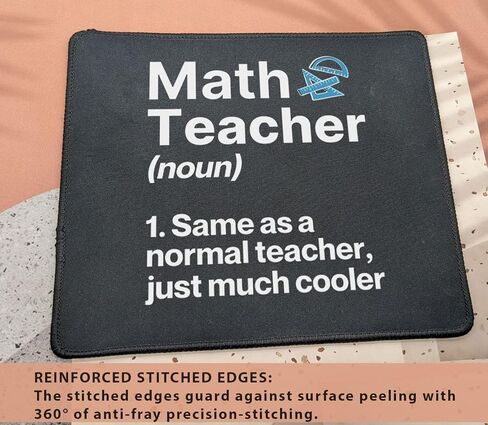 Math
Teacher
(noun)
1. Same as a
normal teacher,
just much cooler
REINFORCED STITCHED EDGES:
The stitched edges guard against surface peeling with
360° of anti-fray precision-stitching.